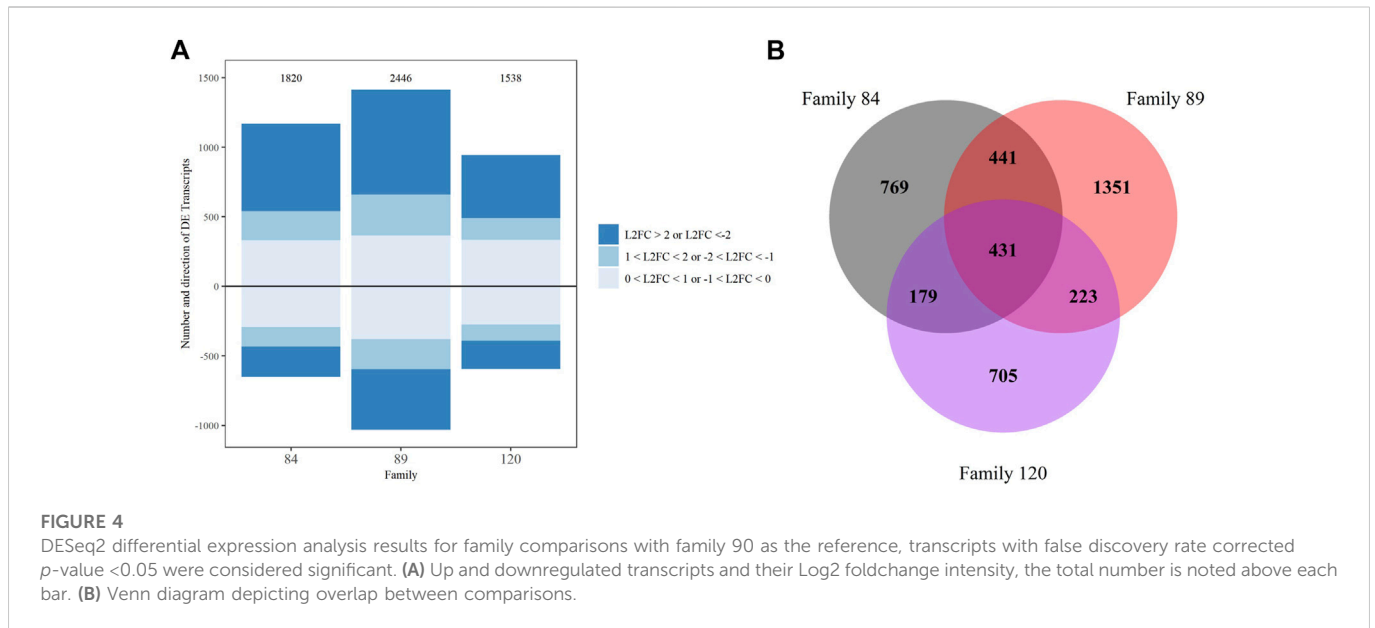 A
B
1500
1000
500
0
-500
-1000
Number and direction of DE Transcripts
1820
2446
1538
84
89
120
Family
L2FC > 2 or L2FC <-2
1 < L2FC < 2 or -2 < L2FC < -1
0 < L2FC < 1 or -1 < L2FC < 0
Family 84
Family 89
441
769
1351
431
179
223
705
Family 120
FIGURE 4
DESeq2 differential expression analysis results for family comparisons with family 90 as the reference, transcripts with false discovery rate corrected
p-value <0.05 were considered significant. (A) Up and downregulated transcripts and their Log2 foldchange intensity, the total number is noted above each
bar. (B) Venn diagram depicting overlap between comparisons.